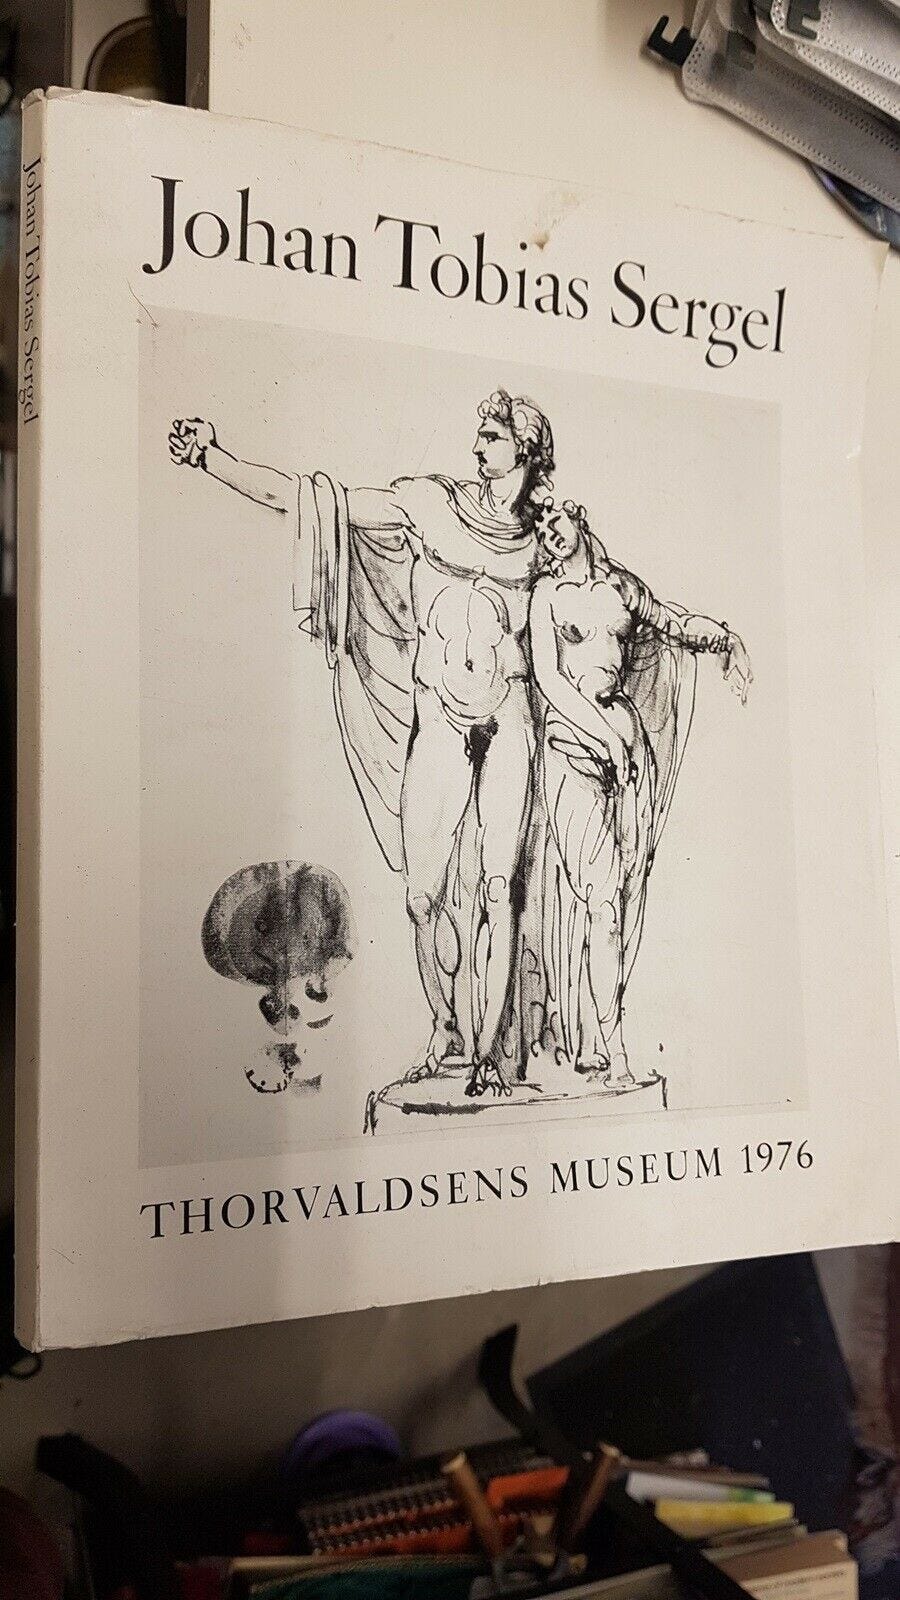 Johan Tobias Sergel
Johan Tobias Sergel
THORVALDSENS MUSEUM 1976